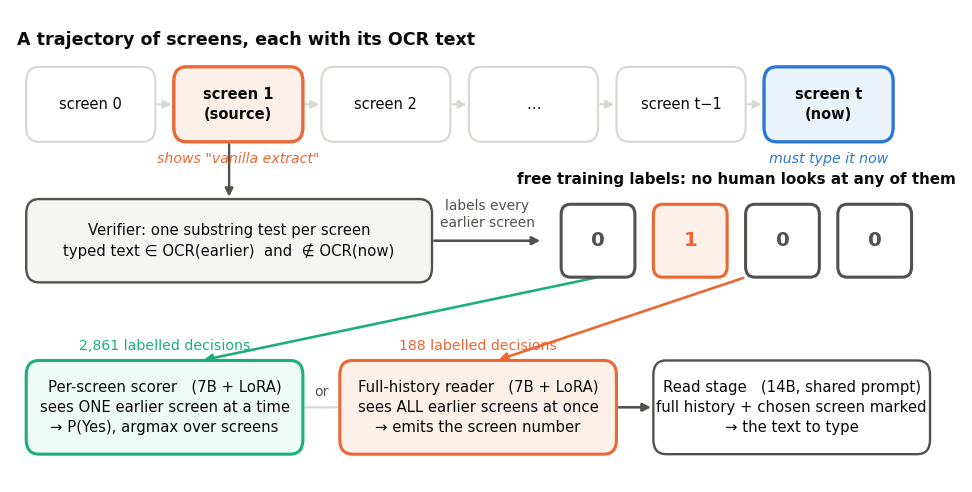 A trajectory of screens, each with its OCR text
screen 0
screen 1
(source)
screen 2
...
screen t−1
screen t
(now)
shows "vanilla extract"
must type it now
free training labels: no human looks at any of them
Verifier: one substring test per screen
typed text ∈ OCR(earlier) and ∉ OCR(now)
labels every
earlier screen
0
1
0
0
2,861 labelled decisions
188 labelled decisions
Per-screen scorer (7B + LoRA)
sees ONE earlier screen at a time
→ P(Yes), argmax over screens
or
Full-history reader (7B + LoRA)
sees ALL earlier screens at once
→ emits the screen number
Read stage (14B, shared prompt)
full history + chosen screen marked
→ the text to type